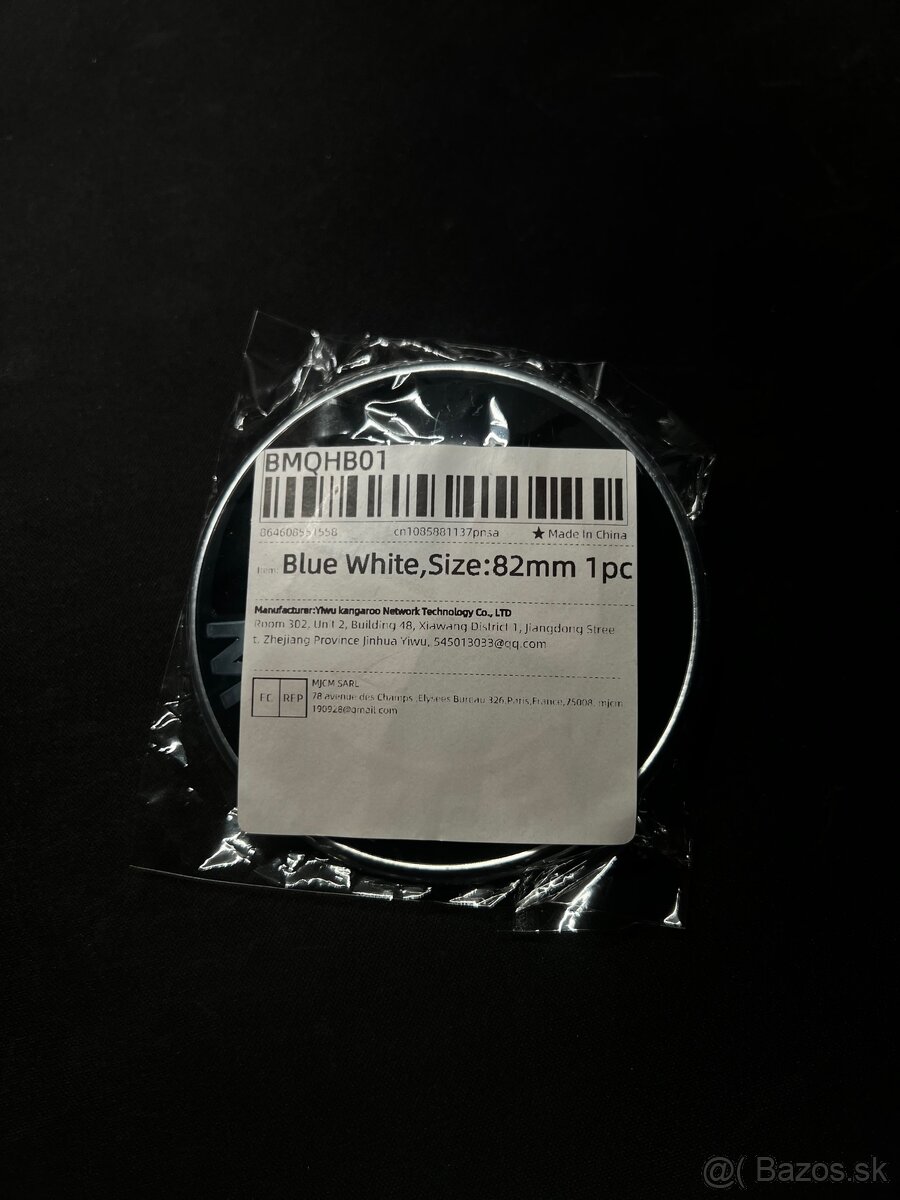 BMQHB01
864608551558 cn1085881137pnsa ★ Made In China
Item: Blue White,Size:82mm 1pc
Manufacturer:Yiwu kangaroo Network Technology Co., LTD
Room 302, Unit 2, Building 48, Xiawang District 1, Jiangdong Stree
t, Zhejiang Province Jinhua Yiwu, 545013033@qq.com
EC REP
MJCM SARL
78 avenue des Champs ,Elysees Bureau 326,Paris,France,75008, mjcm
190928@gmail.com
@( Bazos.sk